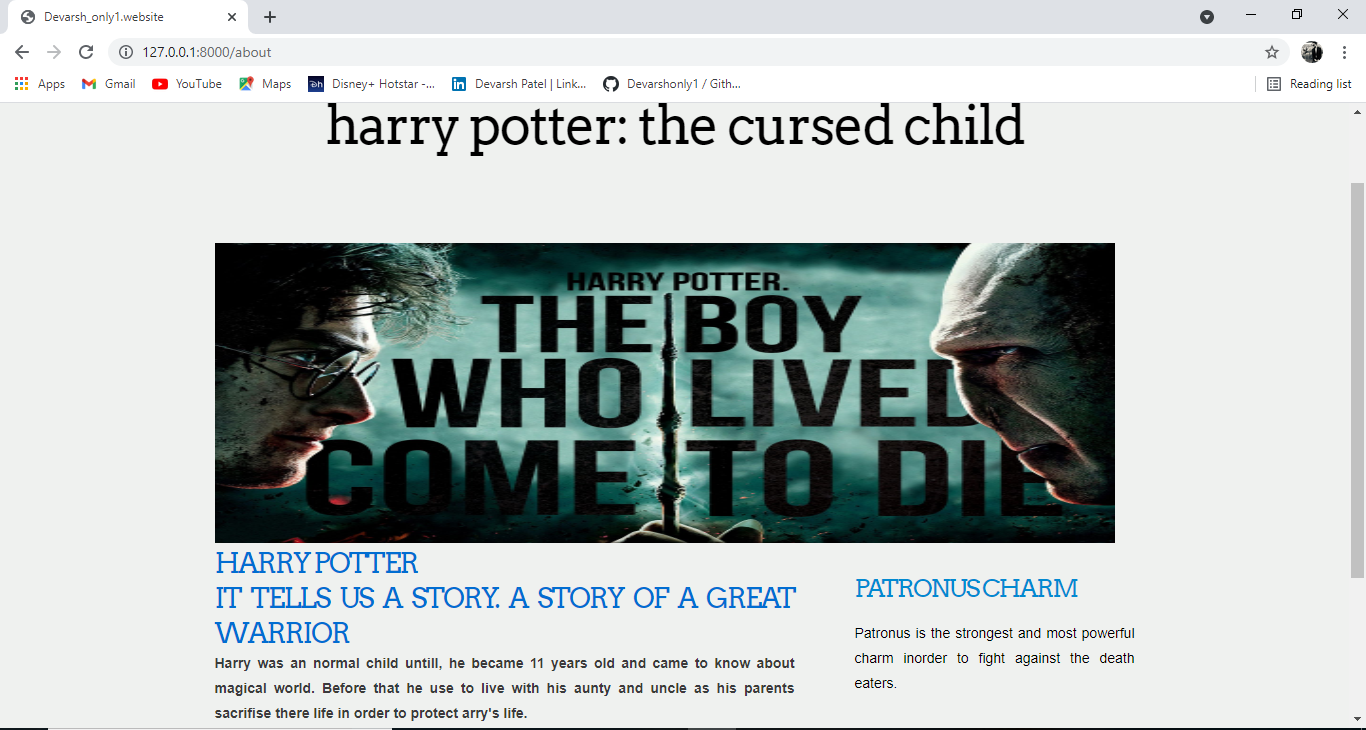 Devarsh_only1.website
127.0.0.1:8000/about
Apps Gmail YouTube Maps Disney+ Hotstar -... Devarsh Patel | Link... Devarshonly1 / Gith... Reading list
harry potter: the cursed child
HARRY POTTER.
THE BOY
WHO LIVED
COME TO DIE
HARRY POTTER
IT TELLS US A STORY. A STORY OF A GREAT
WARRIOR
Harry was an normal child untill, he became 11 years old and came to know about
magical world. Before that he use to live with his aunty and uncle as his parents
sacrifise there life in order to protect arry's life.
PATRONUS CHARM
Patronus is the strongest and most powerful
charm inorder to fight against the death
eaters.